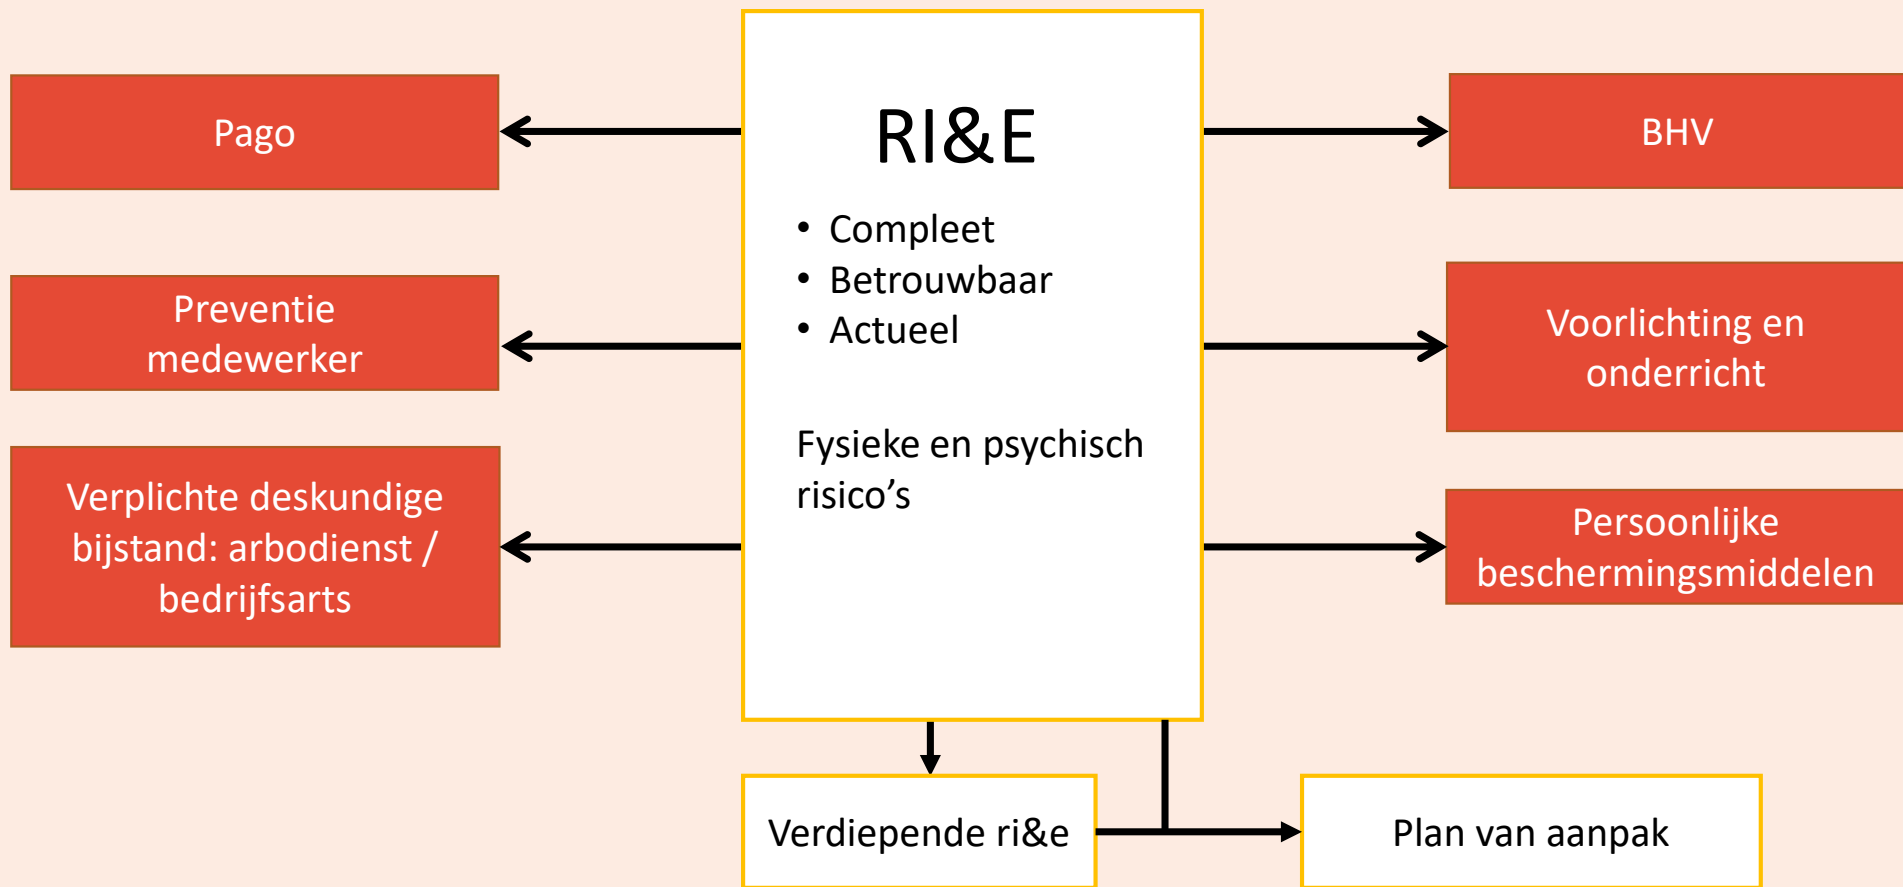 Pago
Preventie
medewerker
Verplichte deskundige
bijstand: arbodienst /
bedrijfsarts
RI&E
• Compleet
• Betrouwbaar
• Actueel
Fysieke en psychisch
risico’s
BHV
Voorlichting en
onderricht
Persoonlijke
beschermingsmiddelen
Verdiepende ri&e
Plan van aanpak